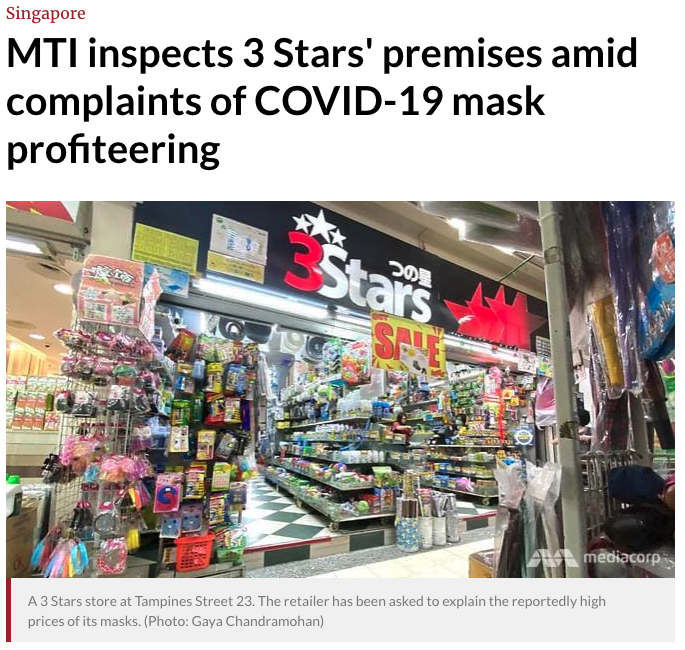 Singapore
MTI inspects 3 Stars' premises amid
complaints of COVID-19 mask
profiteering
3Stars
つの星
SALE
mediacorp
A 3 Stars store at Tampines Street 23. The retailer has been asked to explain the reportedly high
prices of its masks. (Photo: Gaya Chandramohan)